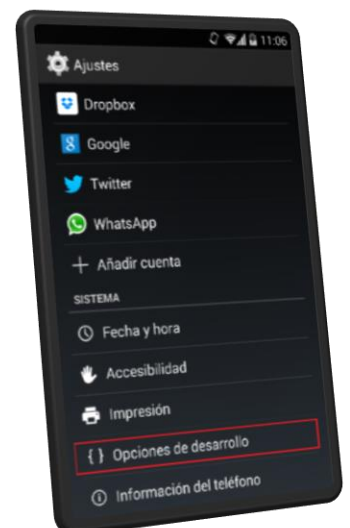 11:06
Ajustes
Dropbox
8 Google
Twitter
WhatsApp
Añadir cuenta
SISTEMA
Fecha y hora
Accesibilidad
Impresión
{ } Opciones de desarrollo
Información del teléfono